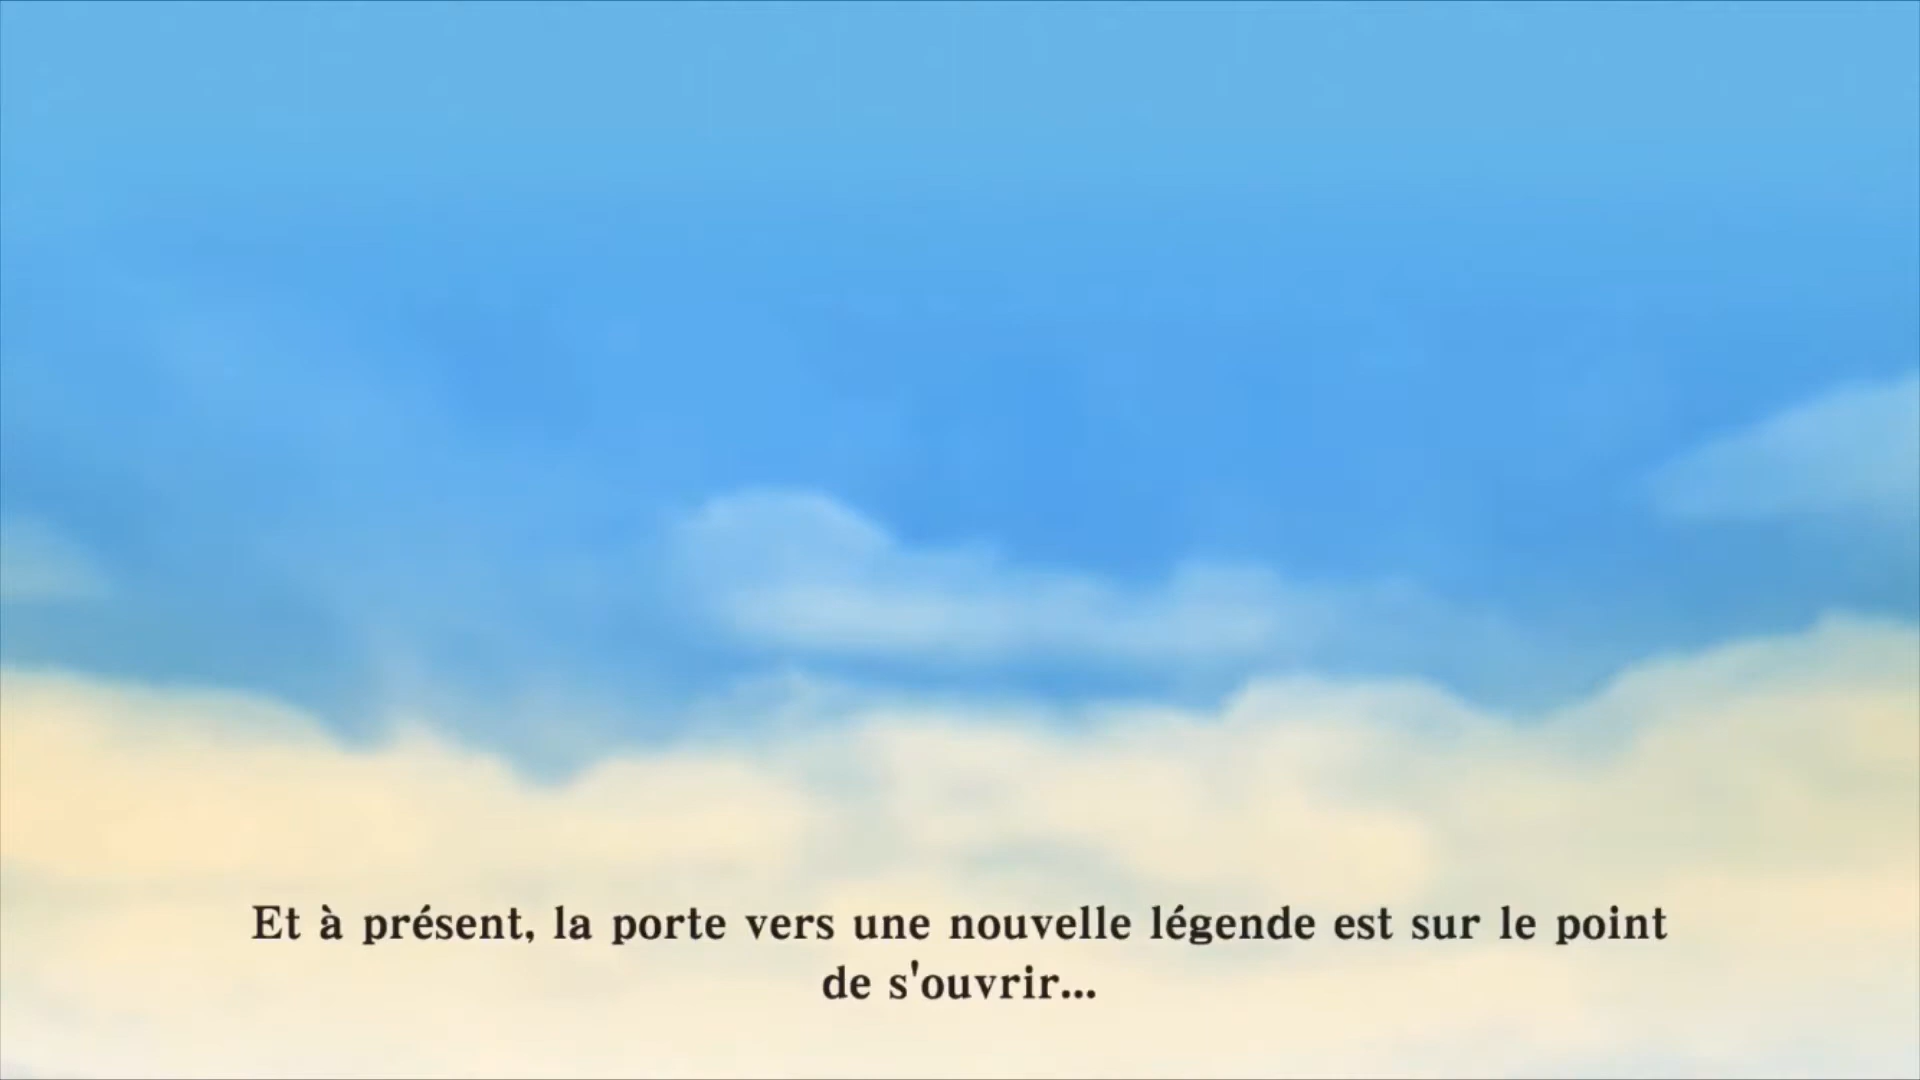 Et à présent, la porte vers une nouvelle légende est sur le point
de s'ouvrir...